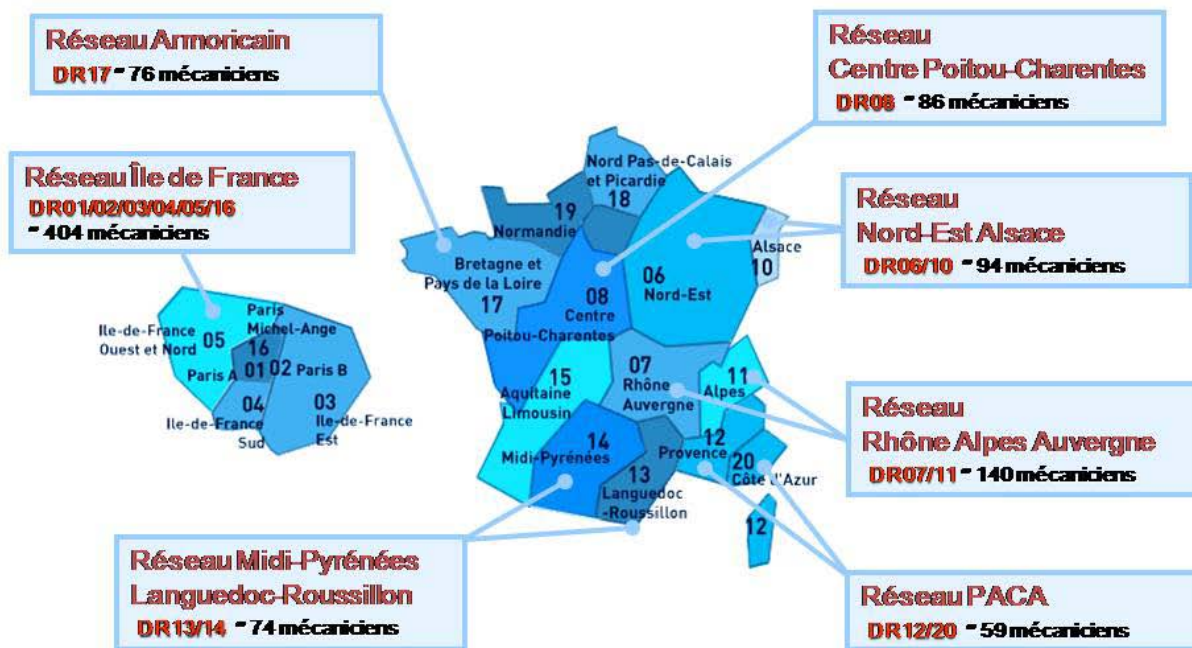 Réseau Armoricain
DR17 ~ 76 mécaniciens
Réseau
Centre Poitou-Charentes
DR08 ~ 86 mécaniciens
Réseau Île de France
DR01/02/03/04/05/16
~ 404 mécaniciens
Réseau
Nord-Est Alsace
DR06/10 ~ 94 mécaniciens
Nord Pas-de-Calais
et Picardie
18
19
Normandie
Alsace
10
Bretagne et
Pays de la Loire
17
06
Nord-Est
08
Centre
Poitou-Charentes
Paris
Michel-Ange
16
Ile-de-France
Ouest et Nord
05
Paris A
01
02 Paris B
04
Ile-de-France
Sud
03
Ile-de-France
Est
15
Aquitaine
Limousin
07
Rhône
Auvergne
11
Alpes
14
Midi-Pyrénées
12
Provence
20
Côte d'Azur
13
Languedoc
-Roussillon
12
Réseau
Rhône Alpes Auvergne
DR07/11 ~ 140 mécaniciens
Réseau Midi-Pyrénées
Languedoc-Roussillon
DR13/14 ~ 74 mécaniciens
Réseau PACA
DR12/20 ~ 59 mécaniciens